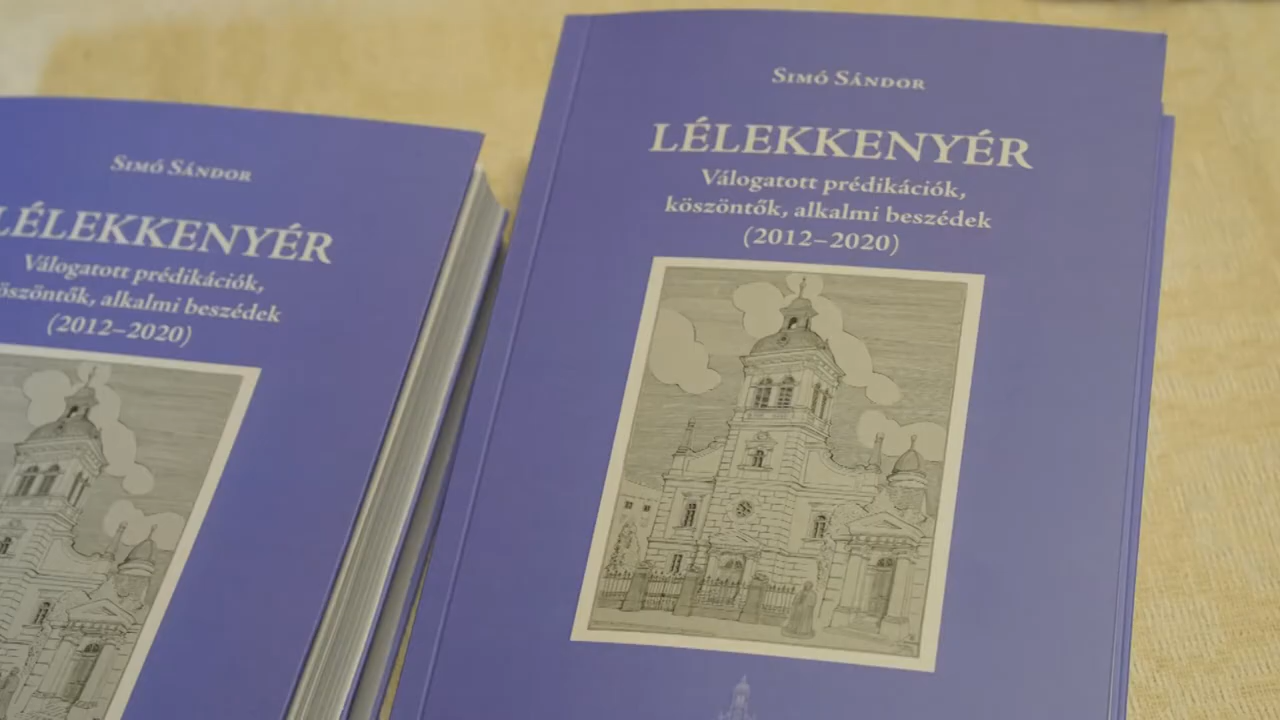 Simó Sándor
LÉLEKKENYÉR
Válogatott prédikációk,
köszöntők, alkalmi beszédek
(2012–2020)
Simó Sándor
LÉLEKKENYÉR
Válogatott prédikációk,
köszöntők, alkalmi beszédek
(2012–2020)